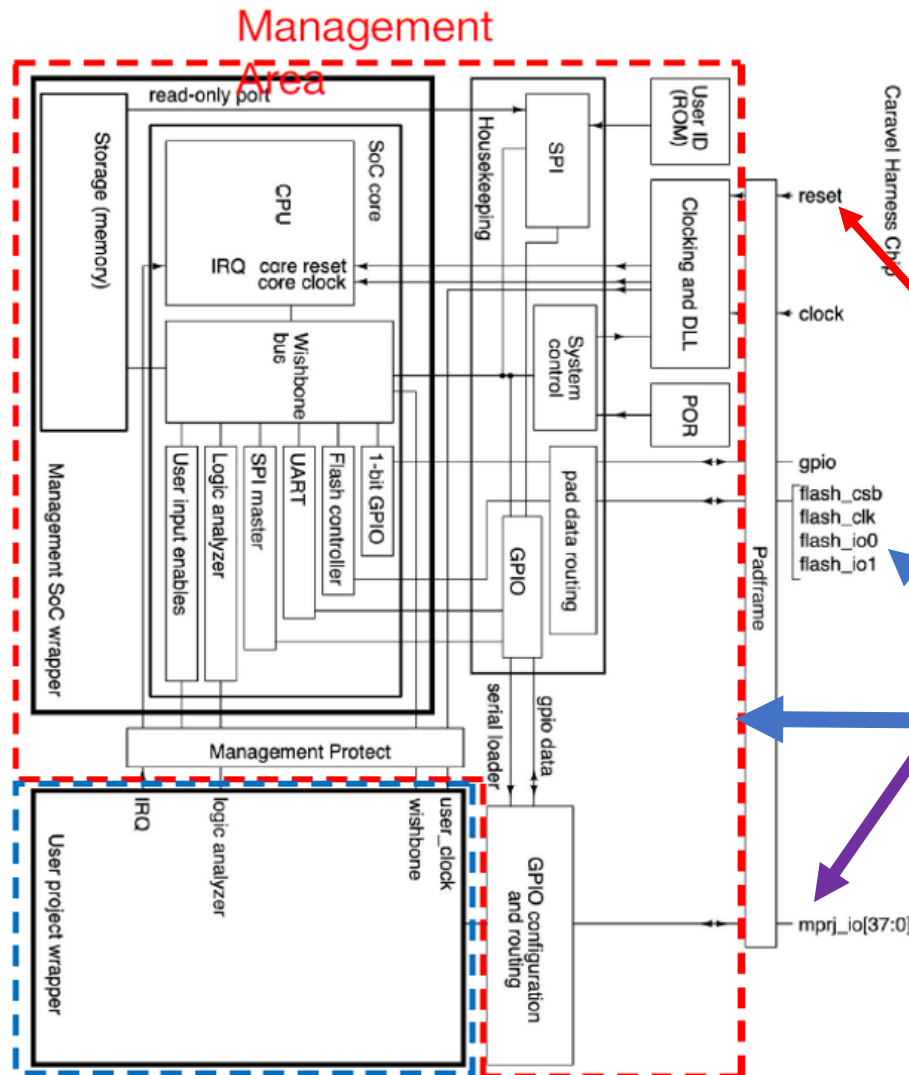 Management
Area
read-only port
Storage (memory)
SoC core
CPU
IRQ
core reset
core clock
Wishbone
bus
User input enables
Logic analyzer
SPI master
UART
Flash controller
1-bit GPIO
Management SoC wrapper
Housekeeping
SPI
User ID
(ROM)
Clocking and DLL
System
control
POR
pad data routing
GPIO
serial loader
gpio data
Management Protect
IRQ
logic analyzer
wishbone
user_clock
User project wrapper
GPIO configuration
and routing
Padframe
Caravel Harness Chip
reset
clock
gpio
flash_csb
flash_clk
flash_io0
flash_io1
mprj_io[37:0]